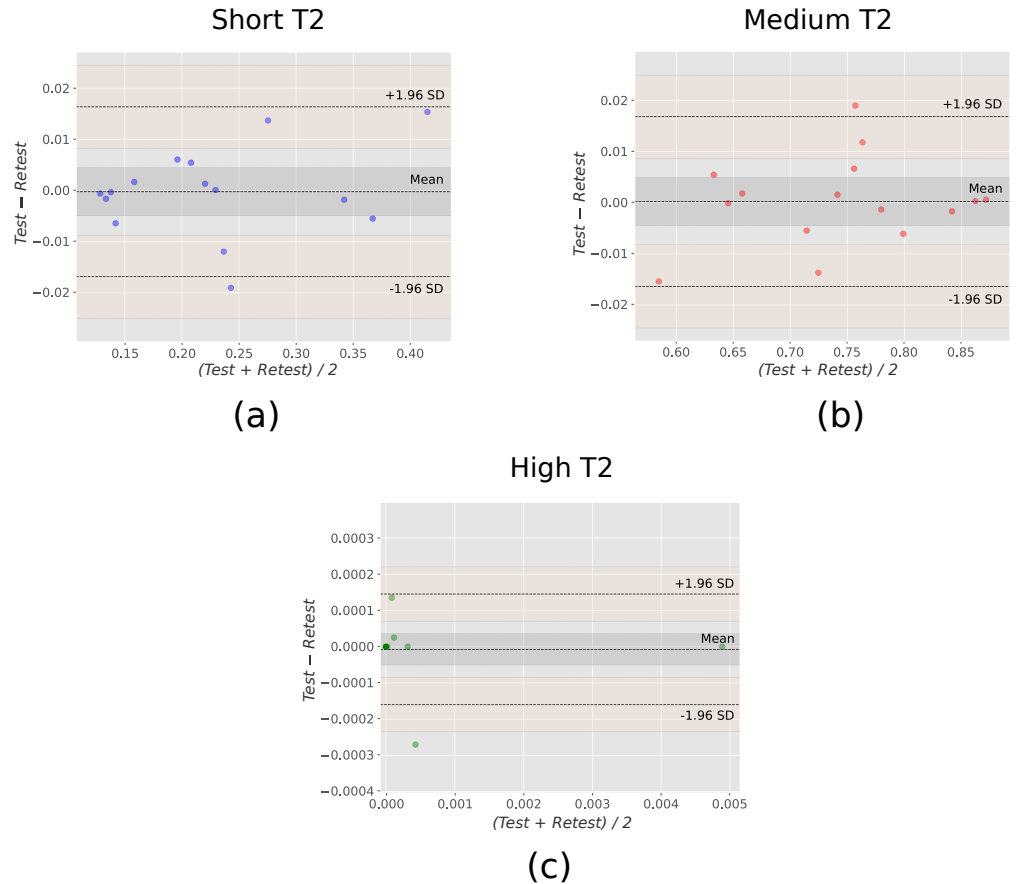 Short T2
0.02
0.01
0.00
−0.01
−0.02
Test − Retest
+1.96 SD
Mean
-1.96 SD
0.15 0.20 0.25 0.30 0.35 0.40
(Test + Retest) / 2
(a)
Medium T2
0.02
0.01
0.00
−0.01
−0.02
Test − Retest
+1.96 SD
Mean
-1.96 SD
0.60 0.65 0.70 0.75 0.80 0.85
(Test + Retest) / 2
(b)
High T2
0.0003
0.0002
0.0001
0.0000
−0.0001
−0.0002
−0.0003
−0.0004
Test − Retest
+1.96 SD
Mean
-1.96 SD
0.000 0.001 0.002 0.003 0.004 0.005
(Test + Retest) / 2
(c)